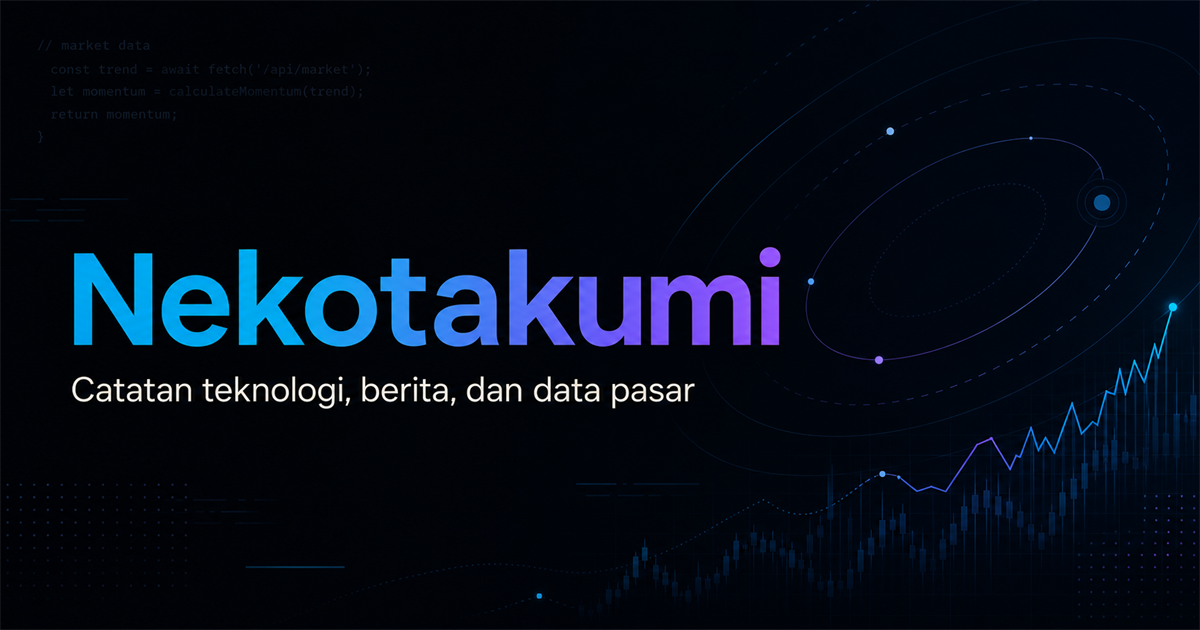 // market data
const trend = await fetch('/api/market');
let momentum = calculateMomentum(trend);
return momentum;
}
Nekotakumi
Catatan teknologi, berita, dan data pasar